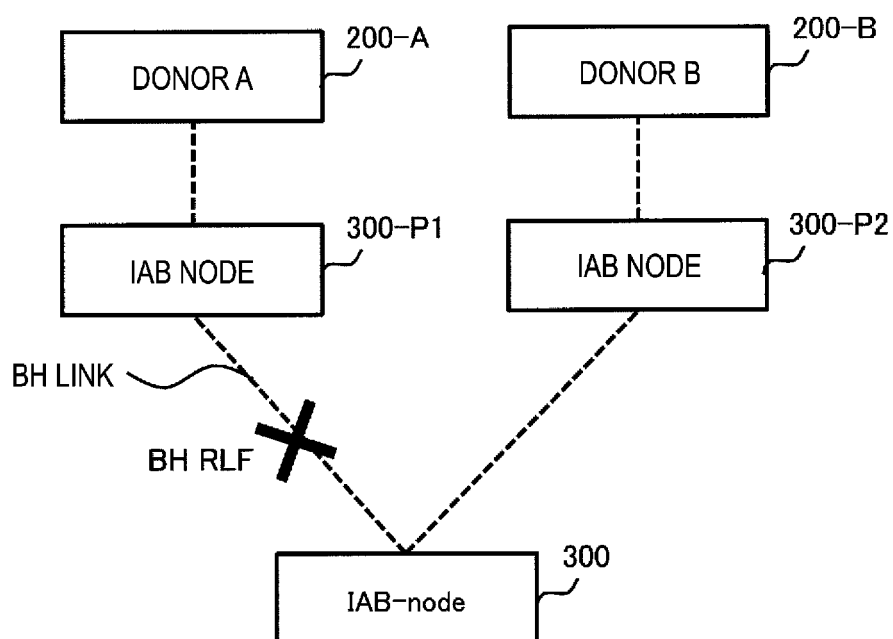 200-A
DONOR A
200-B
DONOR B
300-P1
IAB NODE
300-P2
IAB NODE
BH LINK
BH RLF
300
IAB-node